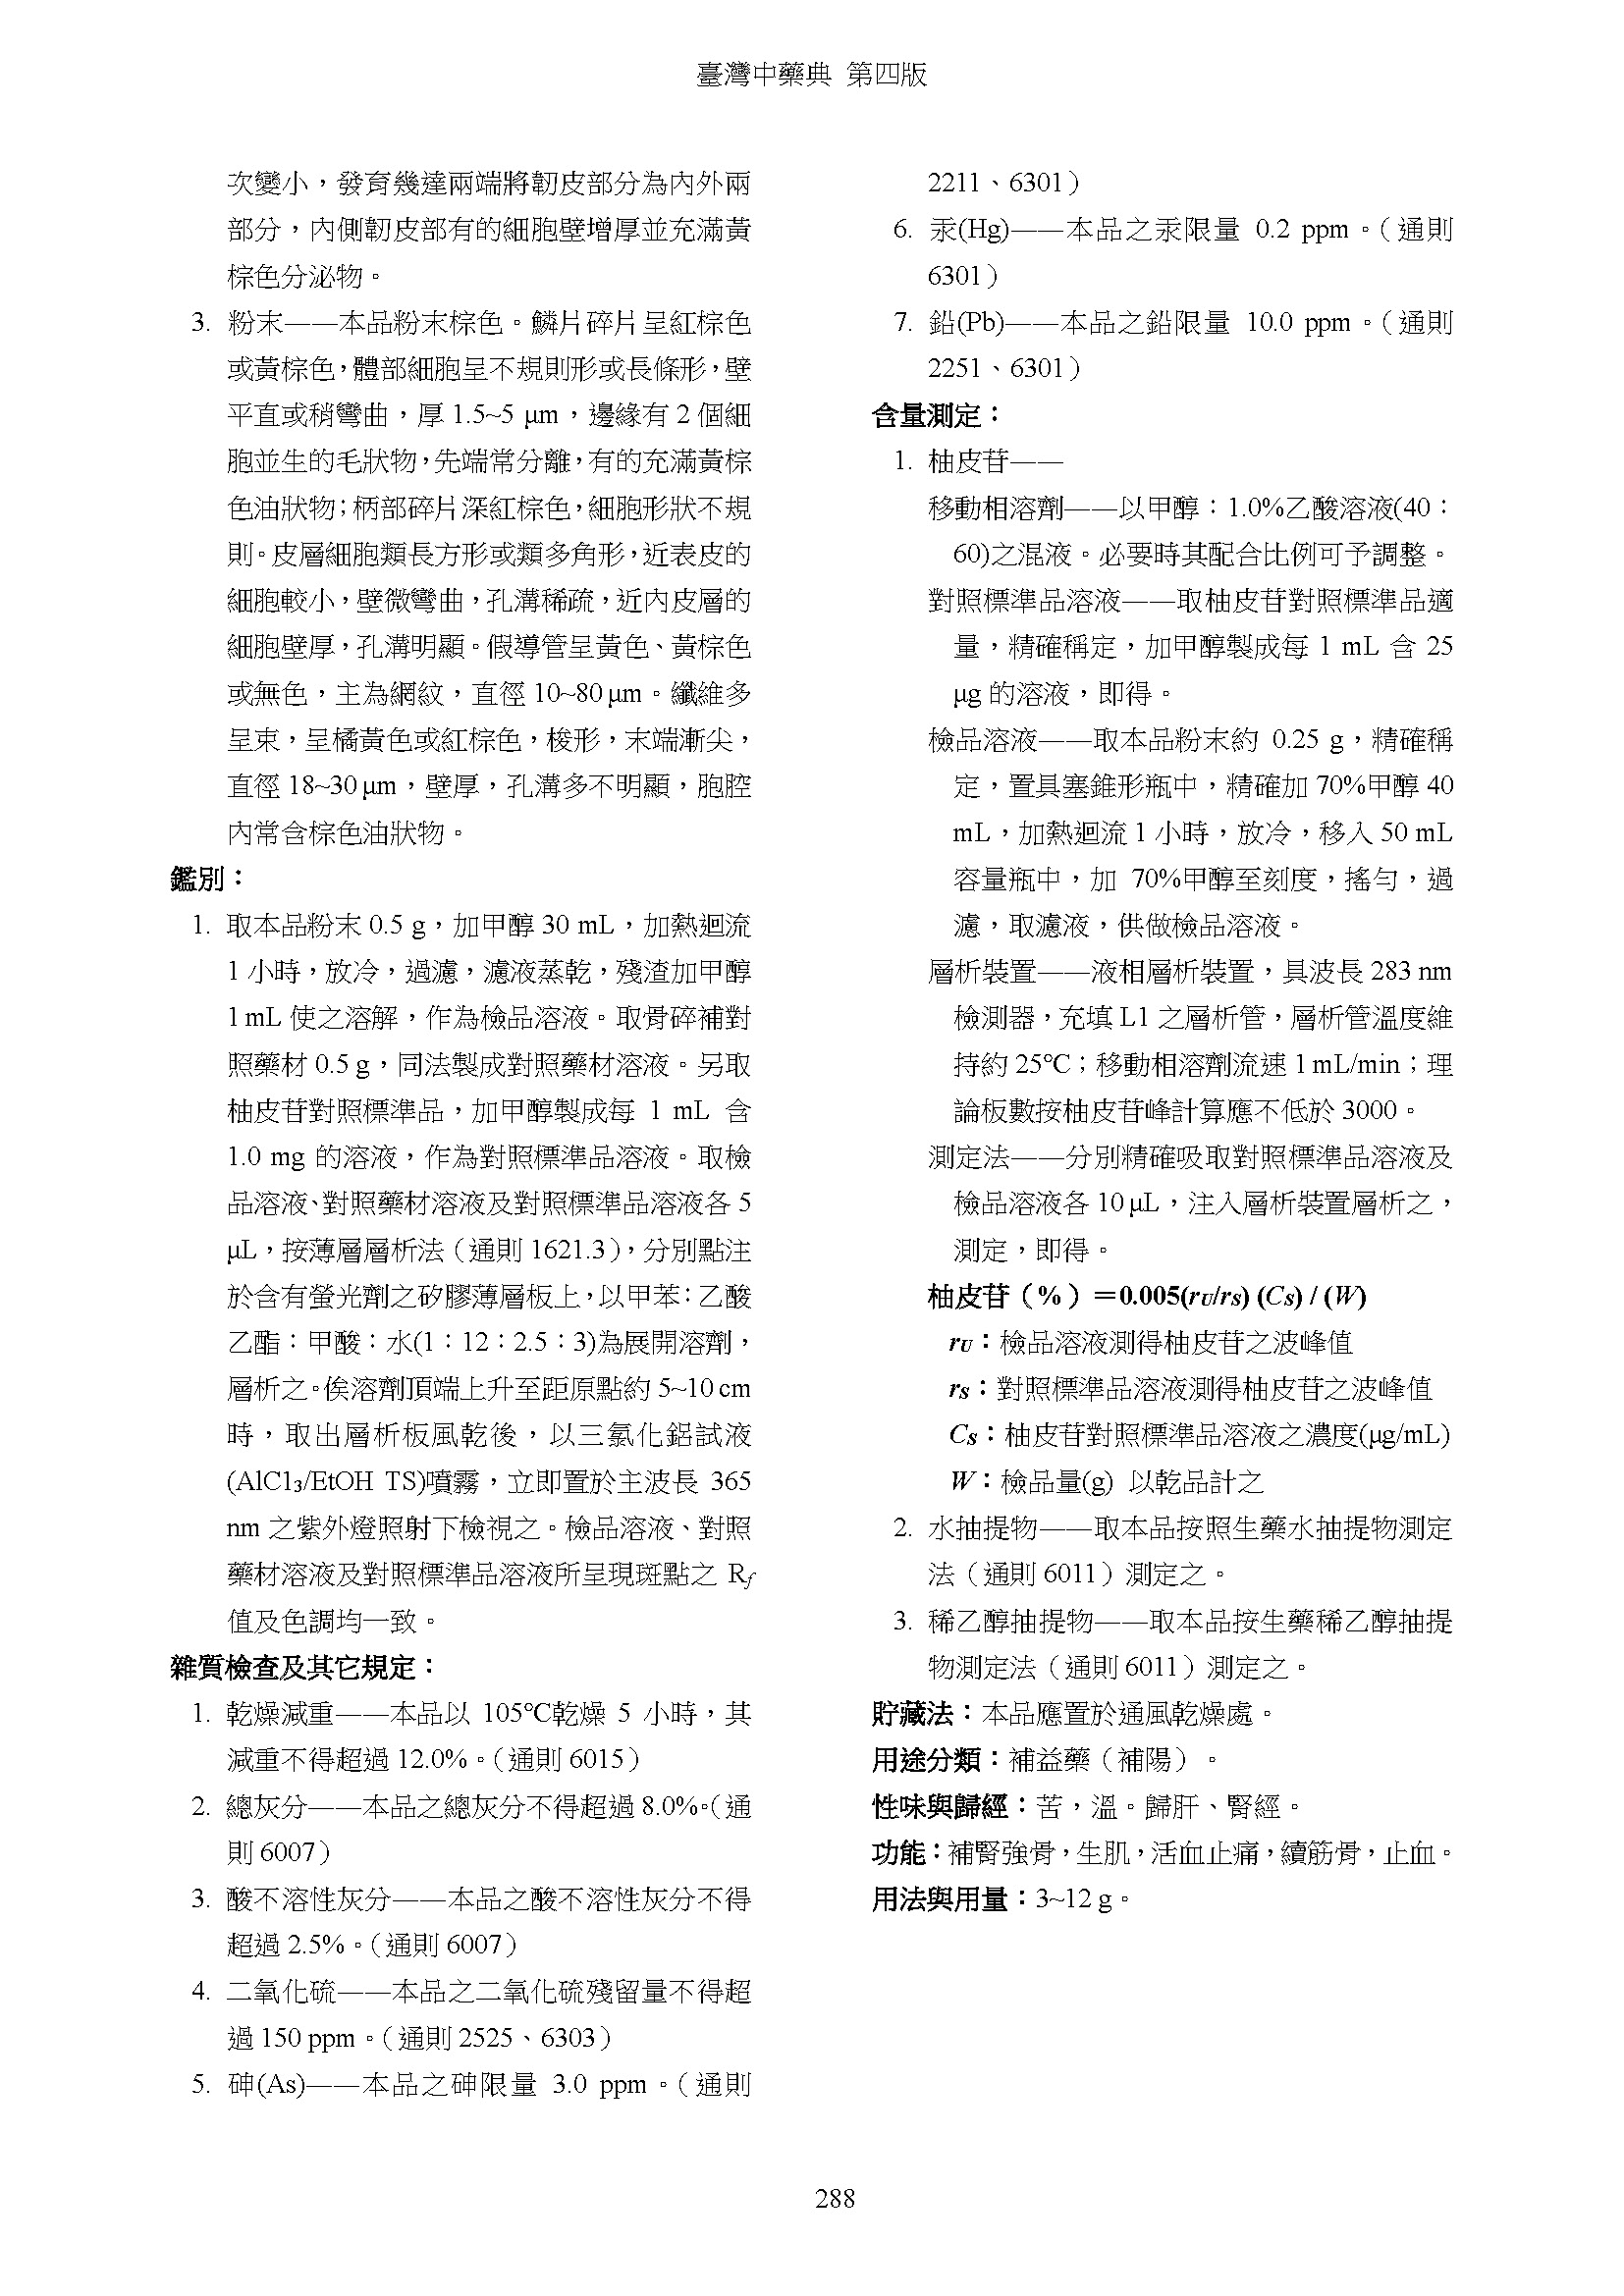 臺灣中藥典 第四版
次變小，發育幾達兩端將韌皮部分為內外兩
部分，內側韌皮部有的細胞壁增厚並充滿黃
棕色分泌物。
3. 粉末——本品粉末棕色。鱗片碎片呈紅棕色
或黃棕色，體部細胞呈不規則形或長條形，壁
平直或稍彎曲，厚 1.5~5 μm，邊緣有 2 個細
胞並生的毛狀物，先端常分離，有的充滿黃棕
色油狀物；柄部碎片深紅棕色，細胞形狀不規
則。皮層細胞類長方形或類多角形，近表皮的
細胞較小，壁微彎曲，孔溝稀疏，近內皮層的
細胞壁厚，孔溝明顯。假導管呈黃色、黃棕色
或無色，主為網紋，直徑 10~80 μm。纖維多
呈束，呈橘黃色或紅棕色，梭形，末端漸尖，
直徑 18~30 μm，壁厚，孔溝多不明顯，胞腔
內常含棕色油狀物。
鑑別：
1. 取本品粉末 0.5 g，加甲醇 30 mL，加熱迴流
1 小時，放冷，過濾，濾液蒸乾，殘渣加甲醇
1 mL 使之溶解，作為檢品溶液。取骨碎補對
照藥材 0.5 g，同法製成對照藥材溶液。另取
柚皮苷對照標準品，加甲醇製成每 1 mL 含
1.0 mg 的溶液，作為對照標準品溶液。取檢
品溶液、對照藥材溶液及對照標準品溶液各 5
μL，按薄層層析法（通則 1621.3），分別點注
於含有螢光劑之矽膠薄層板上，以甲苯：乙酸
乙酯：甲酸：水(1：12：2.5：3)為展開溶劑，
層析之。俟溶劑頂端上升至距原點約 5~10 cm
時，取出層析板風乾後，以三氯化鋁試液
(AlCl₃/EtOH TS)噴霧，立即置於主波長 365
nm 之紫外燈照射下檢視之。檢品溶液、對照
藥材溶液及對照標準品溶液所呈現斑點之 Rf
值及色調均一致。
雜質檢查及其它規定：
1. 乾燥減重——本品以 105℃乾燥 5 小時，其
減重不得超過 12.0%。（通則 6015）
2. 總灰分——本品之總灰分不得超過 8.0%。（通
則 6007）
3. 酸不溶性灰分——本品之酸不溶性灰分不得
超過 2.5%。（通則 6007）
4. 二氧化硫——本品之二氧化硫殘留量不得超
過 150 ppm。（通則 2525、6303）
5. 砷(As)——本品之砷限量 3.0 ppm。（通則
2211、6301）
6. 汞(Hg)——本品之汞限量 0.2 ppm。（通則
6301）
7. 鉛(Pb)——本品之鉛限量 10.0 ppm。（通則
2251、6301）
含量測定：
1. 柚皮苷——
移動相溶劑——以甲醇：1.0%乙酸溶液(40：
60)之混液。必要時其配合比例可予調整。
對照標準品溶液——取柚皮苷對照標準品適
量，精確稱定，加甲醇製成每 1 mL 含 25
μg 的溶液，即得。
檢品溶液——取本品粉末約 0.25 g，精確稱
定，置具塞錐形瓶中，精確加 70%甲醇 40
mL，加熱迴流 1 小時，放冷，移入 50 mL
容量瓶中，加 70%甲醇至刻度，搖勻，過
濾，取濾液，供做檢品溶液。
層析裝置——液相層析裝置，具波長 283 nm
檢測器，充填 L1 之層析管，層析管溫度維
持約 25℃；移動相溶劑流速 1 mL/min；理
論板數按柚皮苷峰計算應不低於 3000。
測定法——分別精確吸取對照標準品溶液及
檢品溶液各 10 μL，注入層析裝置層析之，
測定，即得。
柚皮苷（%）＝0.005(rU/rS) (CS) / (W)
rU：檢品溶液測得柚皮苷之波峰值
rS：對照標準品溶液測得柚皮苷之波峰值
CS：柚皮苷對照標準品溶液之濃度(μg/mL)
W：檢品量(g) 以乾品計之
2. 水抽提物——取本品按照生藥水抽提物測定
法（通則 6011）測定之。
3. 稀乙醇抽提物——取本品按生藥稀乙醇抽提
物測定法（通則 6011）測定之。
貯藏法：本品應置於通風乾燥處。
用途分類：補益藥（補陽）。
性味與歸經：苦，溫。歸肝、腎經。
功能：補腎強骨，生肌，活血止痛，續筋骨，止血。
用法與用量：3~12 g。
288